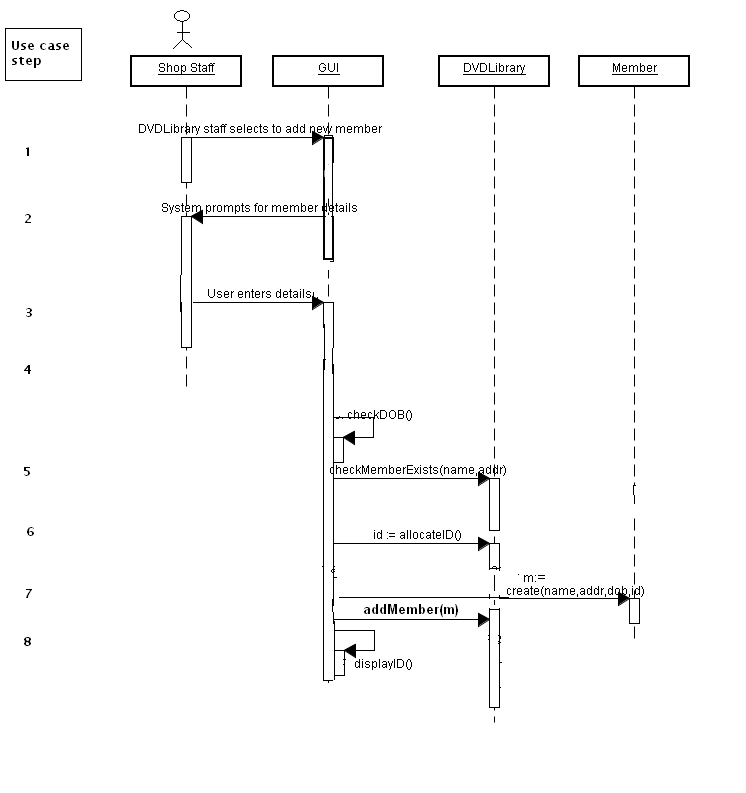 Use case
step
Shop Staff
GUI
DVDLibrary
Member
DVDLibrary staff selects to add new member
1
System prompts for member details
2
User enters details
3
4
checkDOB()
5
checkMemberExists(name,addr)
6
id := allocateID()
m:=
7
create(name,addr,dob,id)
addMember(m)
8
displayID()